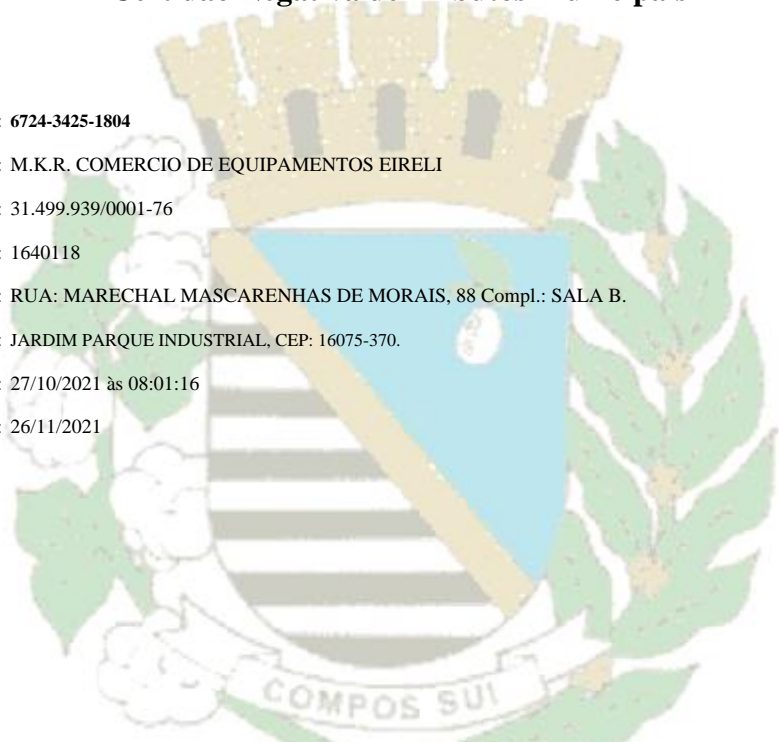 : 6724-3425-1804
: M.K.R. COMERCIO DE EQUIPAMENTOS EIRELI
: 31.499.939/0001-76
: 1640118
: RUA: MARECHAL MASCARENHAS DE MORAIS, 88 Compl.: SALA B.
: JARDIM PARQUE INDUSTRIAL, CEP: 16075-370.
: 27/10/2021 às 08:01:16
: 26/11/2021
COMPOS SUI